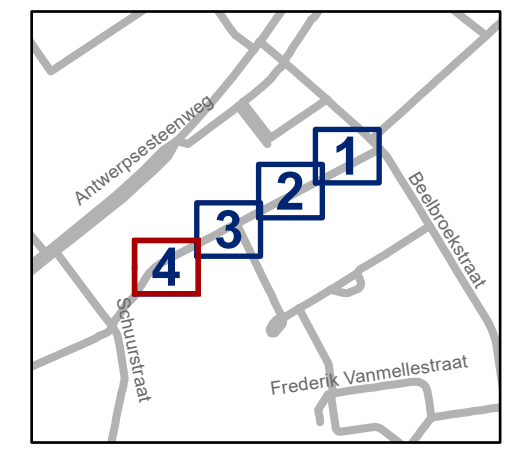 Antwerpsesteenweg
1
2
Beelbroekstraat
3
4
Schuurstraat
Frederik Vanmellestraat